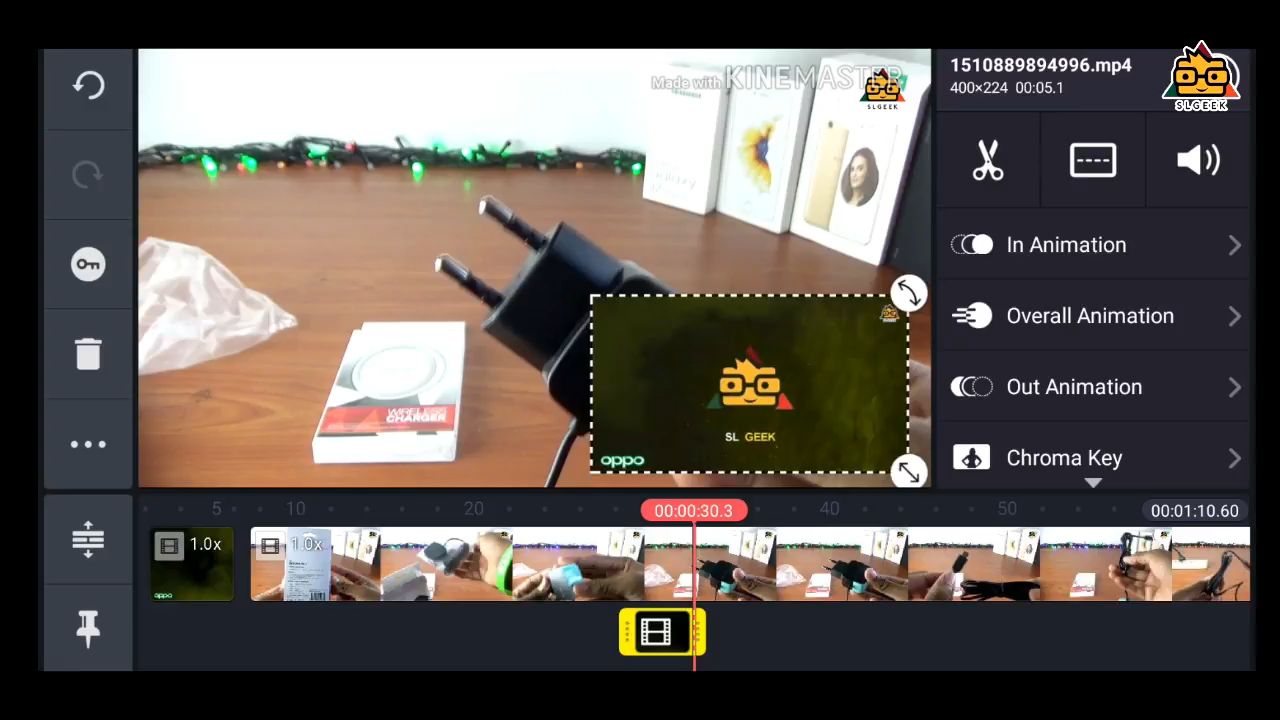 1510889894996.mp4
400×224 00:05.1
SLGEEK
Made with KINEMASTER
SLGEEK
WIRELESS
CHARGER
In Animation
Overall Animation
Out Animation
Chroma Key
SL GEEK
oppo
5 10 20 00:00:30.3 40 50 00:01:10.60
1.0x 1.0x
oppo